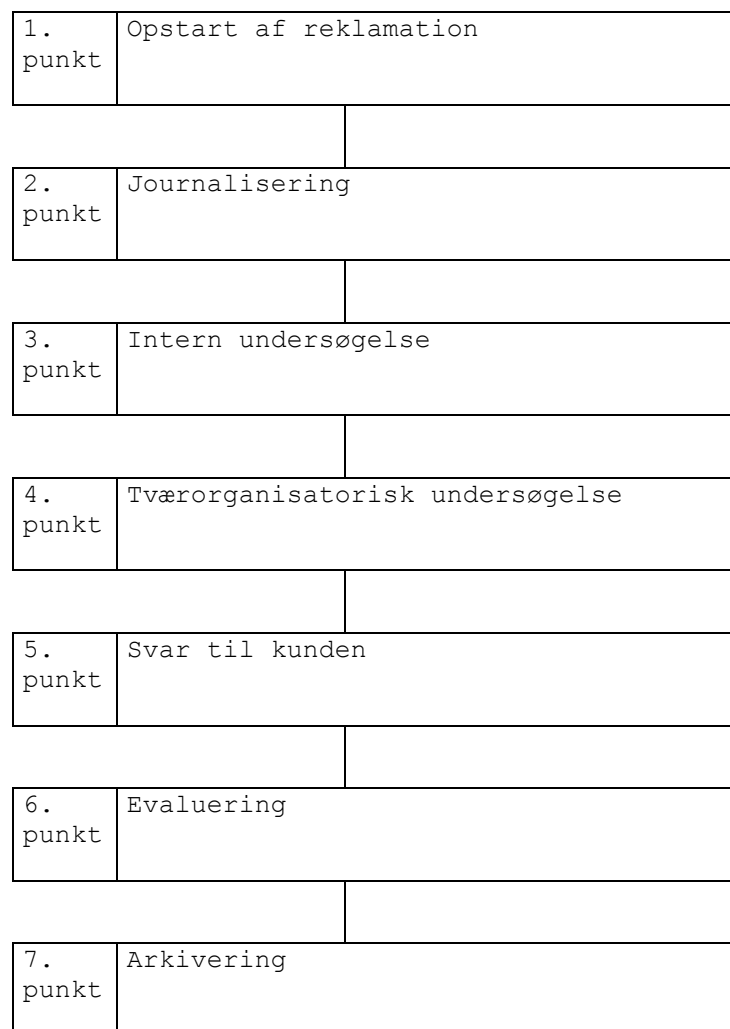 1. Opstart af reklamation
punkt
2. Journalisering
punkt
3. Intern undersøgelse
punkt
4. Tværorganisatorisk undersøgelse
punkt
5. Svar til kunden
punkt
6. Evaluering
punkt
7. Arkivering
punkt